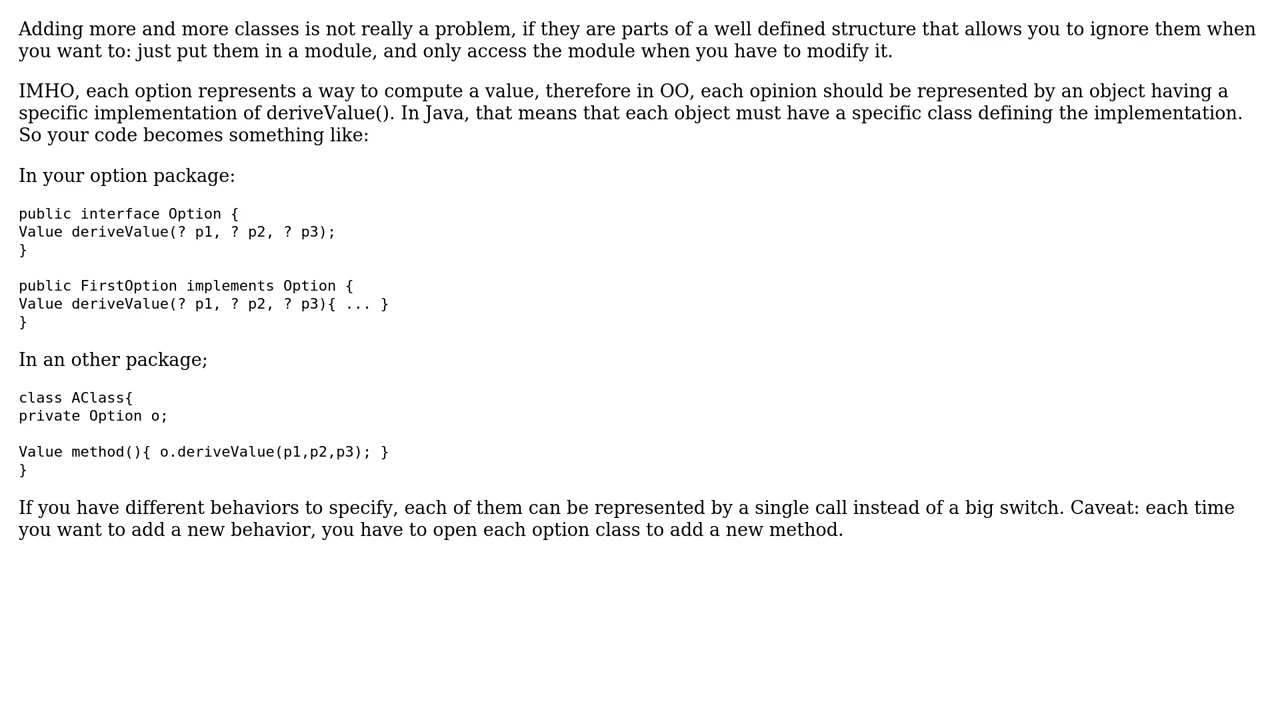 Adding more and more classes is not really a problem, if they are parts of a well defined structure that allows you to ignore them when
you want to: just put them in a module, and only access the module when you have to modify it.
IMHO, each option represents a way to compute a value, therefore in OO, each opinion should be represented by an object having a
specific implementation of deriveValue(). In Java, that means that each object must have a specific class defining the implementation.
So your code becomes something like:
In your option package:
public interface Option {
Value deriveValue(? p1, ? p2, ? p3);
}
public FirstOption implements Option {
Value deriveValue(? p1, ? p2, ? p3){ ... }
}
In an other package;
class AClass{
private Option o;
Value method(){ o.deriveValue(p1,p2,p3); }
}
If you have different behaviors to specify, each of them can be represented by a single call instead of a big switch. Caveat: each time
you want to add a new behavior, you have to open each option class to add a new method.